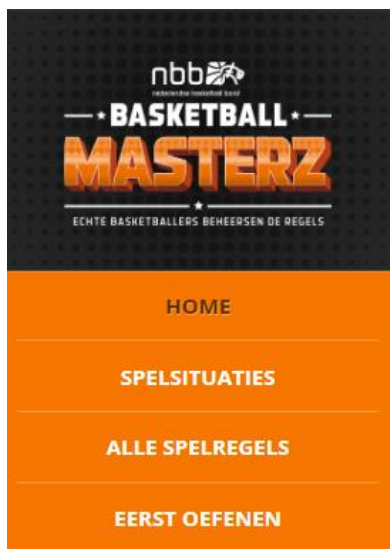 nbb
nederlandse basketball bond
BASKETBALL
MASTERZ
ECHTE BASKETBALLERS BEHEERSEN DE REGELS
HOME
SPELSITUATIES
ALLE SPELREGELS
EERST OEFENEN